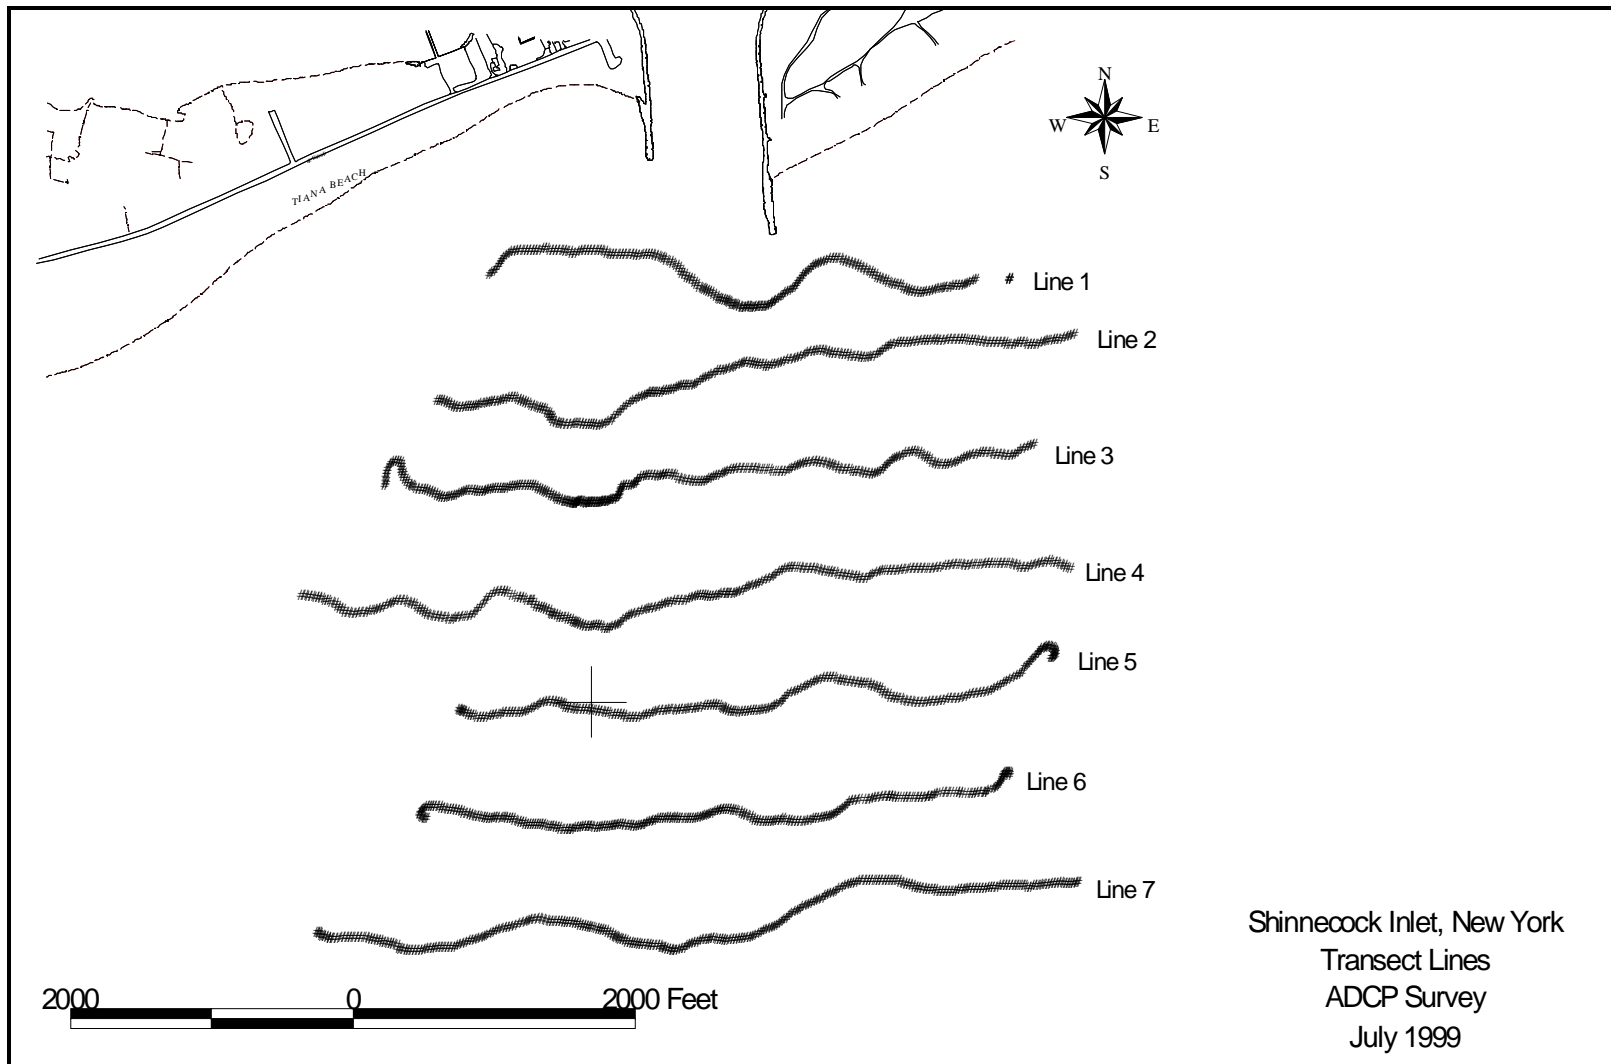 N
W E
S
TIANA BEACH
Line 1
Line 2
Line 3
Line 4
Line 5
Line 6
Line 7
Shinnecock Inlet, New York
Transect Lines
ADCP Survey
July 1999
2000 0 2000 Feet